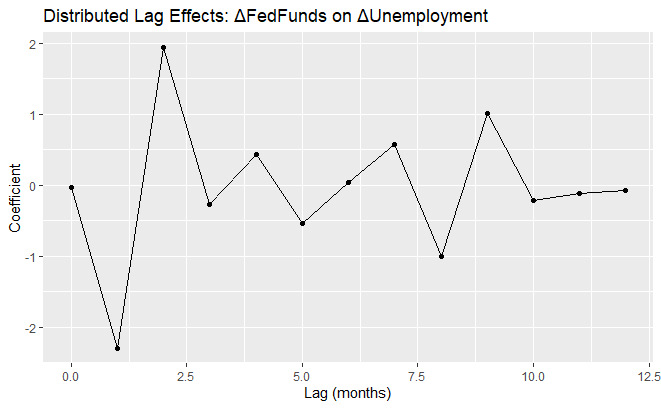 Distributed Lag Effects: ΔFedFunds on ΔUnemployment
2
1
0
-1
-2
Coefficient
0.0 2.5 5.0 7.5 10.0 12.5
Lag (months)